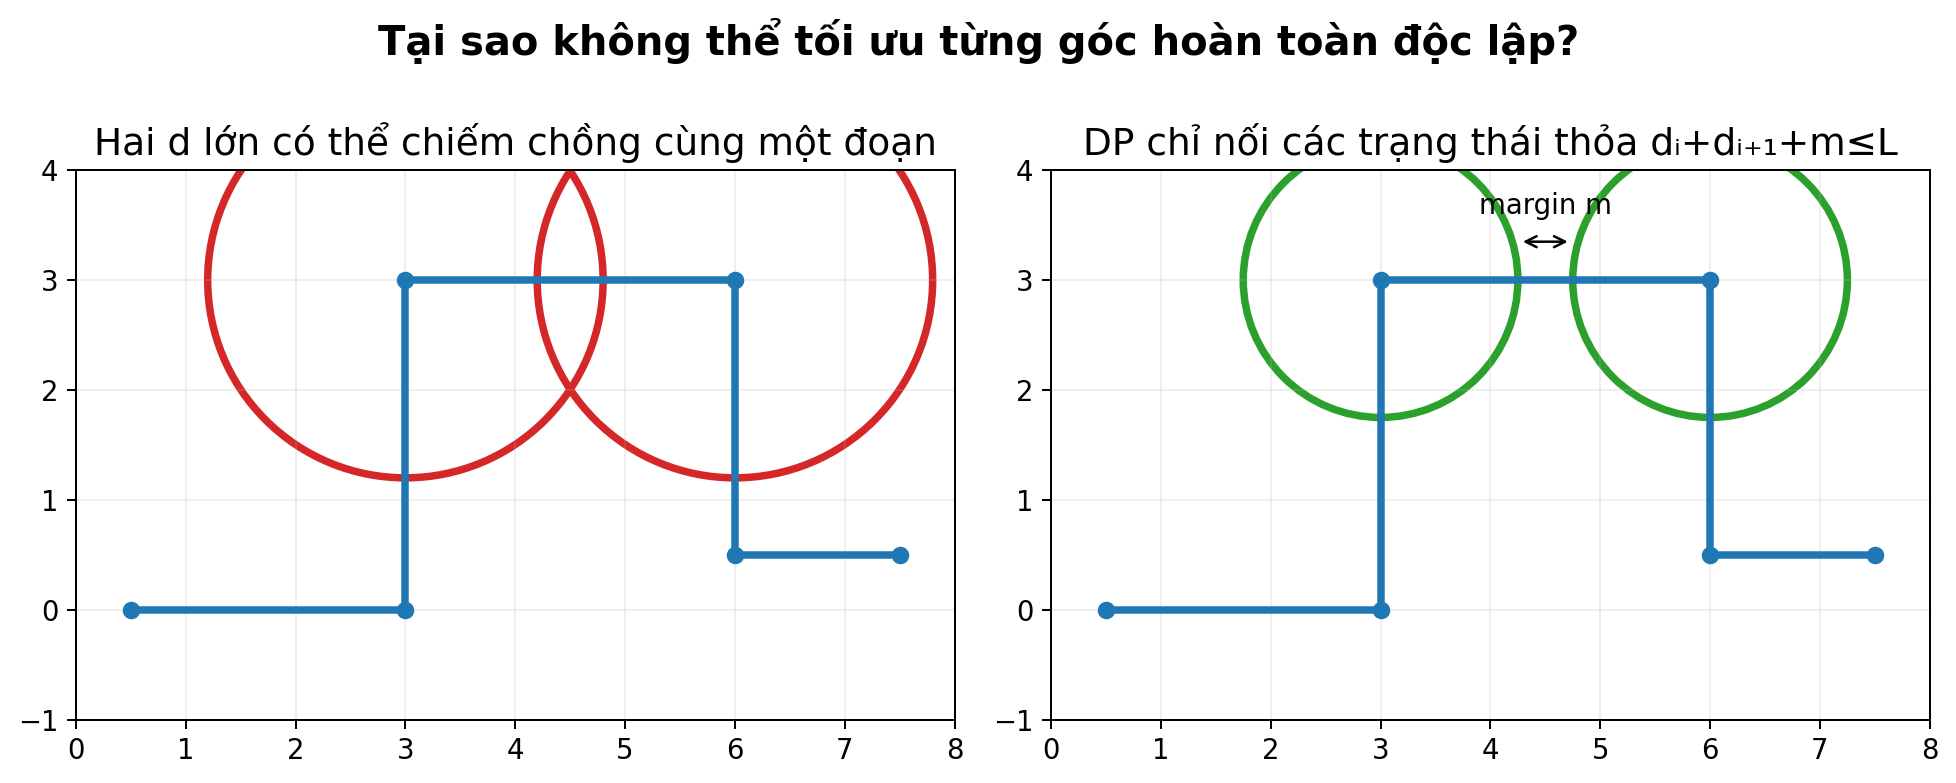 Tại sao không thể tối ưu từng góc hoàn toàn độc lập?
Hai d lớn có thể chiếm chồng cùng một đoạn
4
3
2
1
0
−1
0 1 2 3 4 5 6 7 8
DP chỉ nối các trạng thái thỏa dᵢ+dᵢ₊₁+m≤L
margin m
4
3
2
1
0
−1
0 1 2 3 4 5 6 7 8